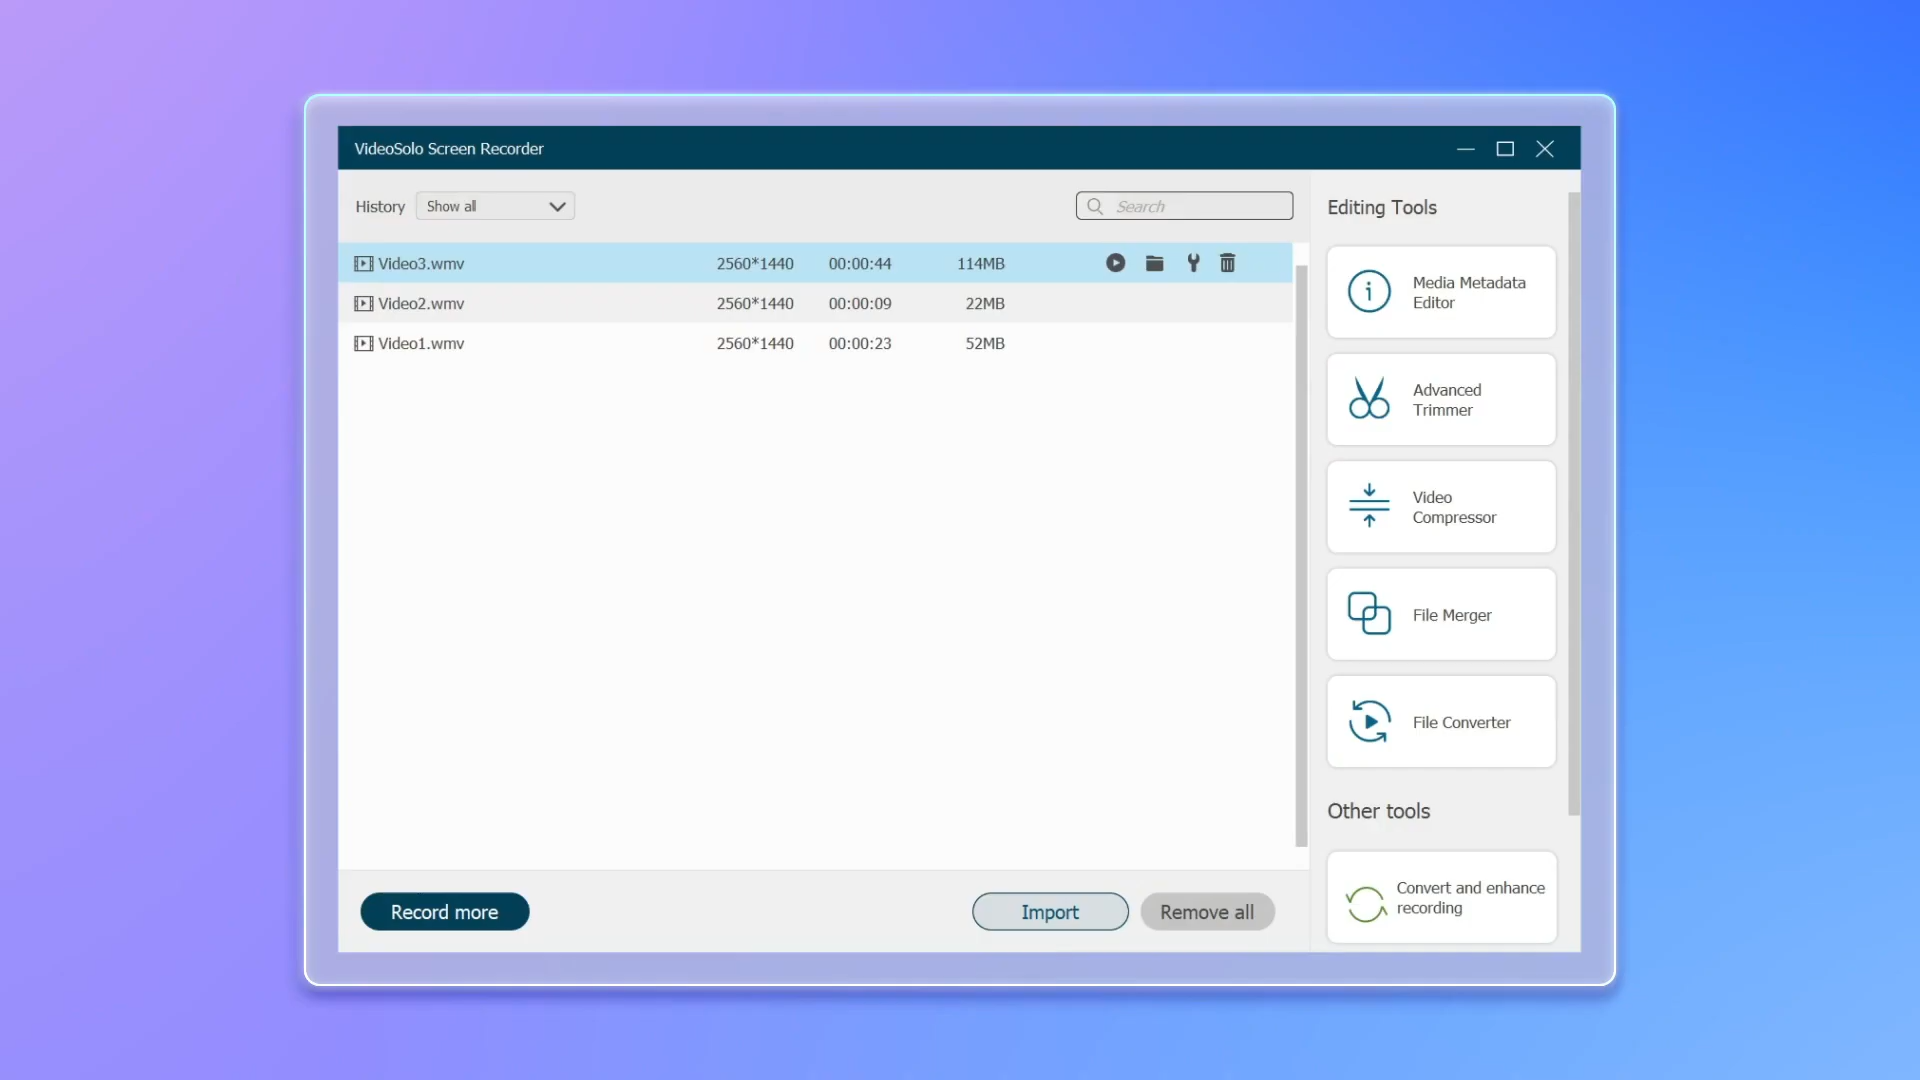 VideoSolo Screen Recorder
History Show all
Search
Video3.wmv 2560*1440 00:00:44 114MB
Video2.wmv 2560*1440 00:00:09 22MB
Video1.wmv 2560*1440 00:00:23 52MB
Record more
Import
Remove all
Editing Tools
Media Metadata
Editor
Advanced
Trimmer
Video
Compressor
File Merger
File Converter
Other tools
Convert and enhance
recording